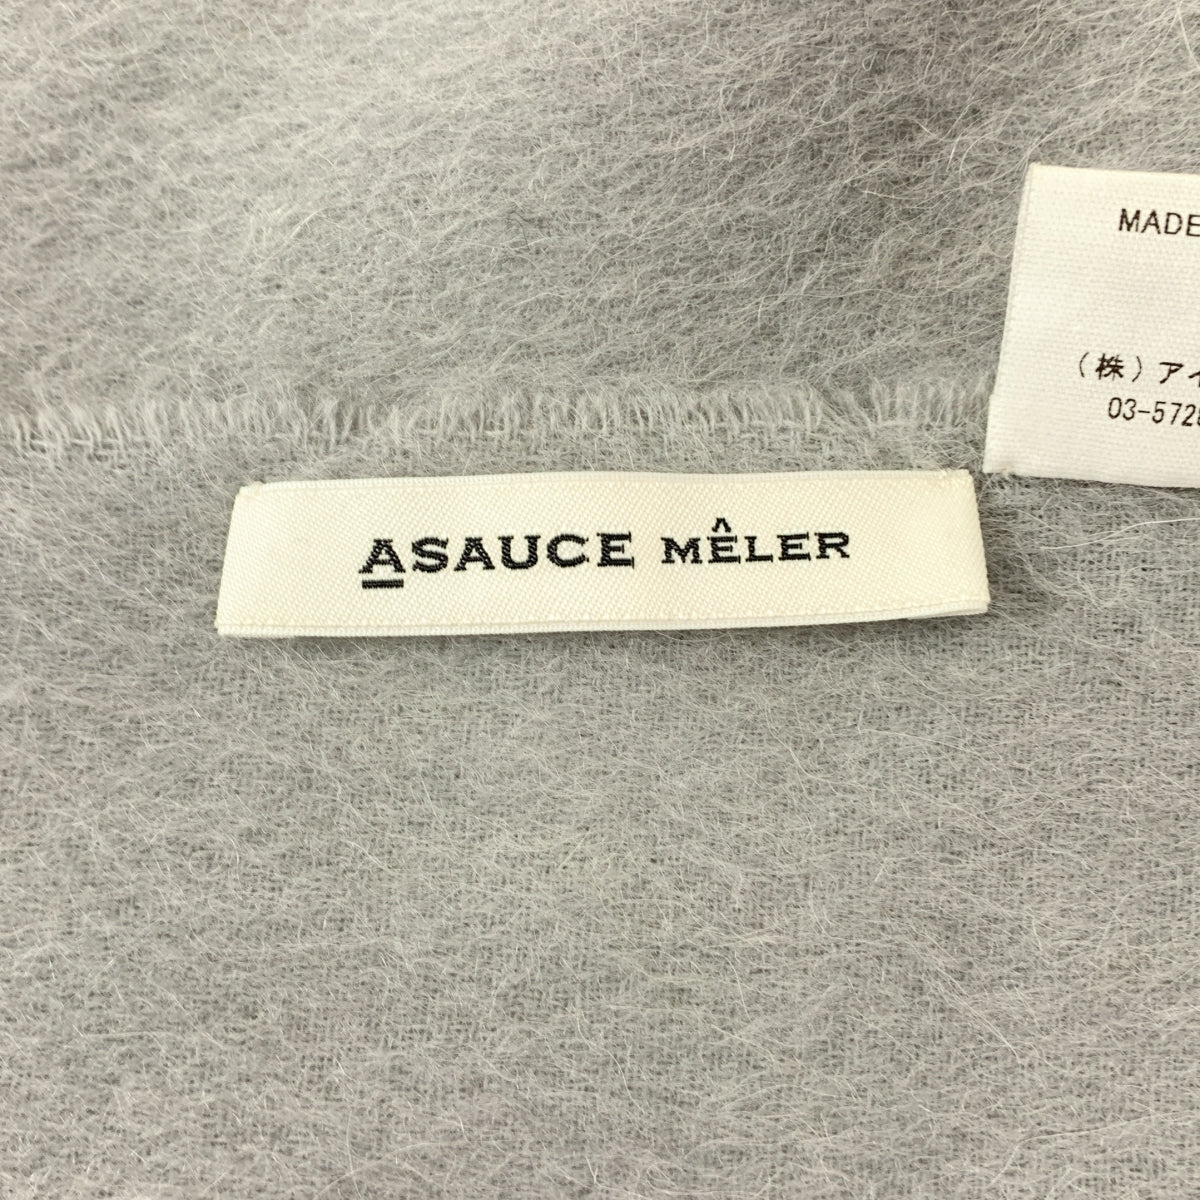 MADE
(株)アイ
03-572
ASAUCE MÊLER